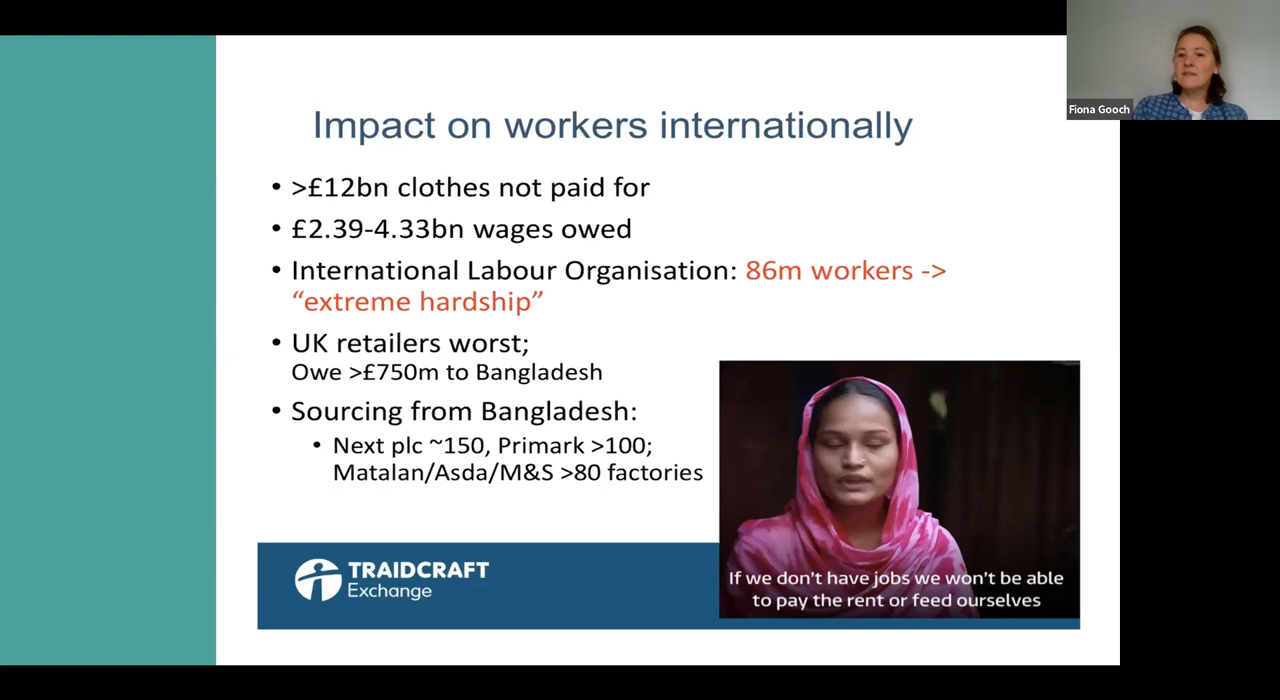 Fiona Gooch
Impact on workers internationally
• >£12bn clothes not paid for
• £2.39-4.33bn wages owed
• International Labour Organisation: 86m workers ->
“extreme hardship”
• UK retailers worst;
Owe >£750m to Bangladesh
• Sourcing from Bangladesh:
• Next plc ~150, Primark >100;
Matalan/Asda/M&S >80 factories
TRAIDCRAFT
Exchange
If we don’t have jobs we won’t be able
to pay the rent or feed ourselves